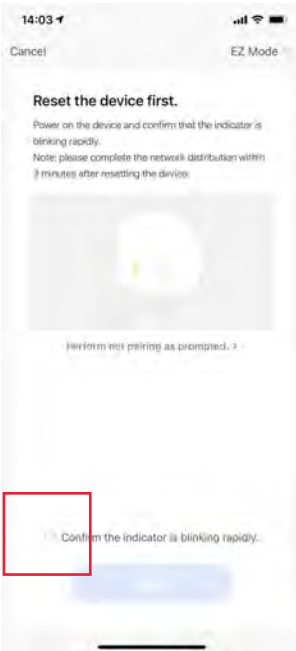 14:03
Cancel
EZ Mode
Reset the device first.
Power on the device and confirm that the indicator is
blinking rapidly.
Note: please complete the network distribution within
3 minutes after resetting the device.
Perform net pairing as prompted. >
Confirm the indicator is blinking rapidly.